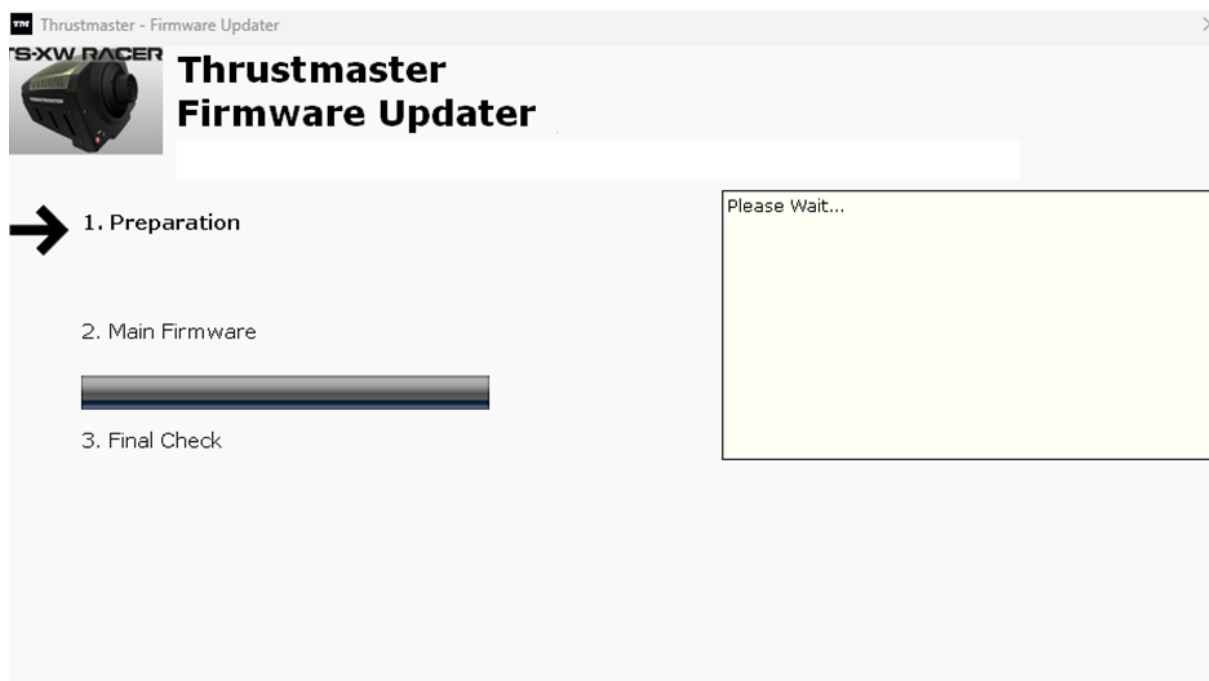 Thrustmaster - Firmware Updater
TS-XW RACER
Thrustmaster
Firmware Updater
1. Preparation
Please Wait...
2. Main Firmware
3. Final Check